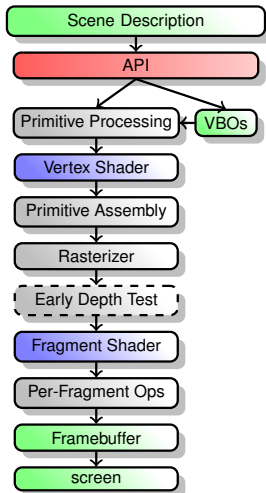 Scene Description
API
Primitive Processing
VBOs
Vertex Shader
Primitive Assembly
Rasterizer
Early Depth Test
Fragment Shader
Per-Fragment Ops
Framebuffer
screen